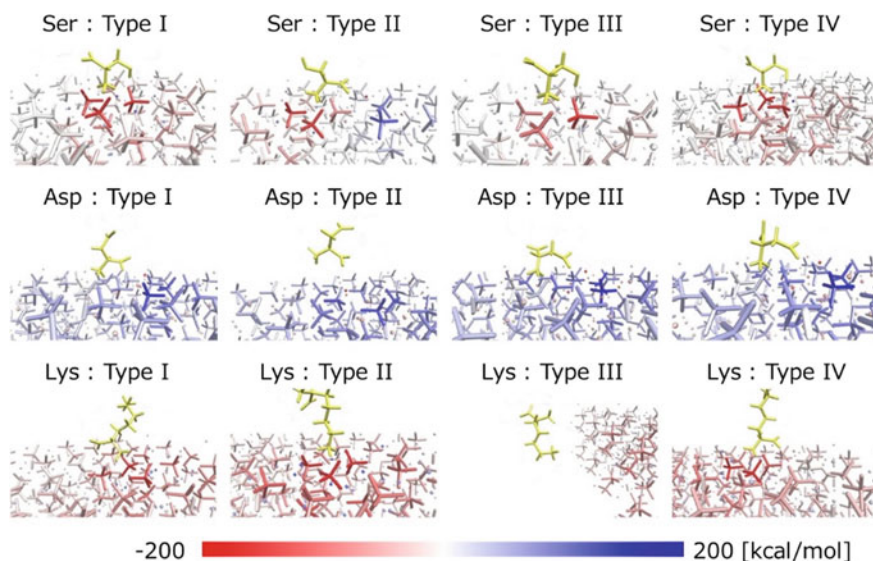 Ser : Type I
Ser : Type II
Ser : Type III
Ser : Type IV
Asp : Type I
Asp : Type II
Asp : Type III
Asp : Type IV
Lys : Type I
Lys : Type II
Lys : Type III
Lys : Type IV
-200
200 [kcal/mol]